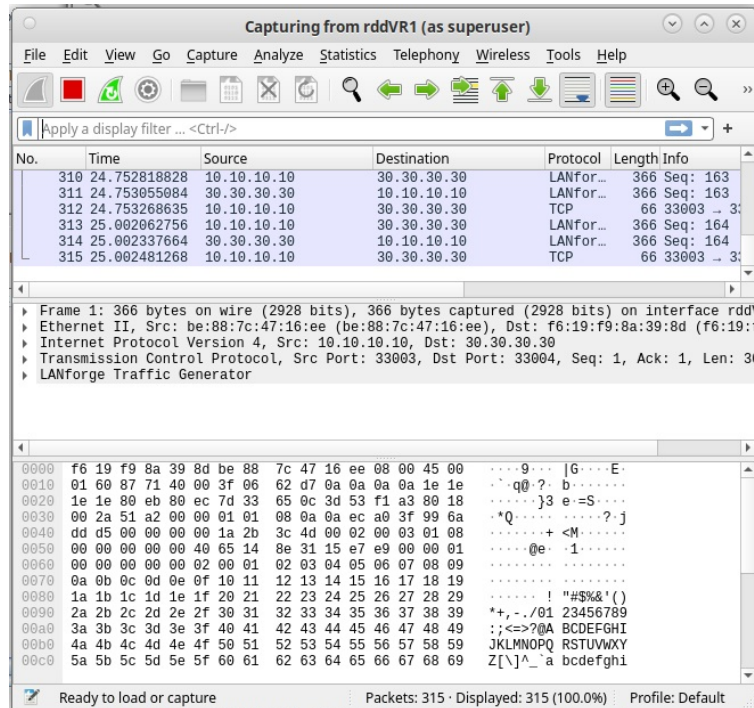 Capturing from rddVR1 (as superuser)
File Edit View Go Capture Analyze Statistics Telephony Wireless Tools Help
Apply a display filter ... <Ctrl-/>
No. Time Source Destination Protocol Length Info
310 24.752818828 10.10.10.10 30.30.30.30 LANfor… 366 Seq: 163
311 24.753055084 30.30.30.30 10.10.10.10 LANfor… 366 Seq: 163
312 24.753268635 10.10.10.10 30.30.30.30 TCP 66 33003 → 33
313 25.002062756 10.10.10.10 30.30.30.30 LANfor… 366 Seq: 164
314 25.002337664 30.30.30.30 10.10.10.10 LANfor… 366 Seq: 164
315 25.002481268 10.10.10.10 30.30.30.30 TCP 66 33003 → 33
Frame 1: 366 bytes on wire (2928 bits), 366 bytes captured (2928 bits) on interface rddV
Ethernet II, Src: be:88:7c:47:16:ee (be:88:7c:47:16:ee), Dst: f6:19:f9:8a:39:8d (f6:19:
Internet Protocol Version 4, Src: 10.10.10.10, Dst: 30.30.30.30
Transmission Control Protocol, Src Port: 33003, Dst Port: 33004, Seq: 1, Ack: 1, Len: 30
LANforge Traffic Generator
0000 f6 19 f9 8a 39 8d be 88 7c 47 16 ee 08 00 45 00 ····9··· |G····E·
0010 01 60 87 71 40 00 3f 06 62 d7 0a 0a 0a 0a 1e 1e ·`·q@·?· b·······
0020 1e 1e 80 eb 80 ec 7d 33 65 0c 3d 53 f1 a3 80 18 ······}3 e·=S····
0030 00 2a 51 a2 00 00 01 01 08 0a 0a ec a0 3f 99 6a ·*Q····· ·····?·j
0040 dd d5 00 00 00 00 1a 2b 3c 4d 00 02 00 03 01 08 ·······+ <M······
0050 00 00 00 00 00 40 65 14 8e 31 15 e7 e9 00 00 01 ·····@e· ·1······
0060 00 00 00 00 00 02 00 01 02 03 04 05 06 07 08 09 ········ ········
0070 0a 0b 0c 0d 0e 0f 10 11 12 13 14 15 16 17 18 19 ········ ········
0080 1a 1b 1c 1d 1e 1f 20 21 22 23 24 25 26 27 28 29 ······ ! "#$%&'()
0090 2a 2b 2c 2d 2e 2f 30 31 32 33 34 35 36 37 38 39 *+,-./01 23456789
00a0 3a 3b 3c 3d 3e 3f 40 41 42 43 44 45 46 47 48 49 :;<=>?@A BCDEFGHI
00b0 4a 4b 4c 4d 4e 4f 50 51 52 53 54 55 56 57 58 59 JKLMNOPQ RSTUVWXY
00c0 5a 5b 5c 5d 5e 5f 60 61 62 63 64 65 66 67 68 69 Z[\]^_`a bcdefghi
Ready to load or capture Packets: 315 · Displayed: 315 (100.0%) Profile: Default